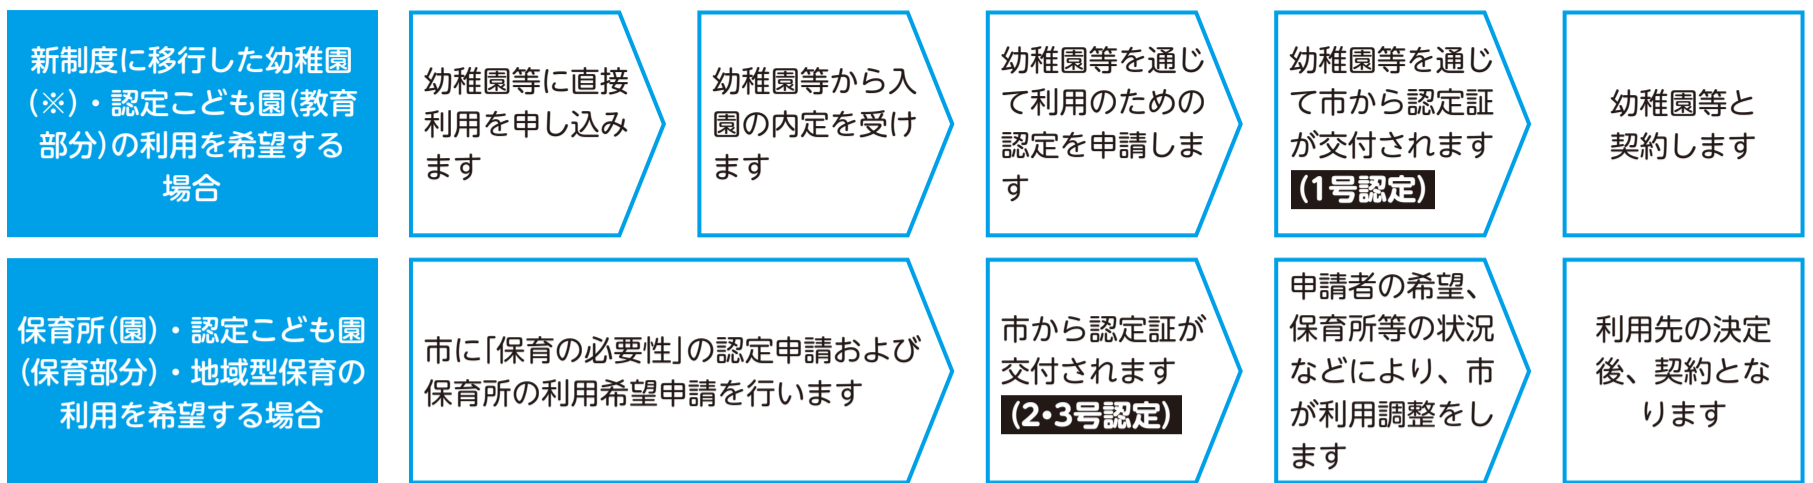 新制度に移行した幼稚園
(※)・認定こども園(教育
部分)の利用を希望する
場合
幼稚園等に直接
利用を申し込み
ます
幼稚園等から入
園の内定を受け
ます
幼稚園等を通じ
て利用のための
認定を申請しま
す
幼稚園等を通じ
て市から認定証
が交付されます
(1号認定)
幼稚園等と
契約します
保育所(園)・認定こども園
(保育部分)・地域型保育の
利用を希望する場合
市に「保育の必要性」の認定申請および
保育所の利用希望申請を行います
市から認定証が
交付されます
(2・3号認定)
申請者の希望、
保育所等の状況
などにより、市
が利用調整をし
ます
利用先の決定
後、契約とな
ります